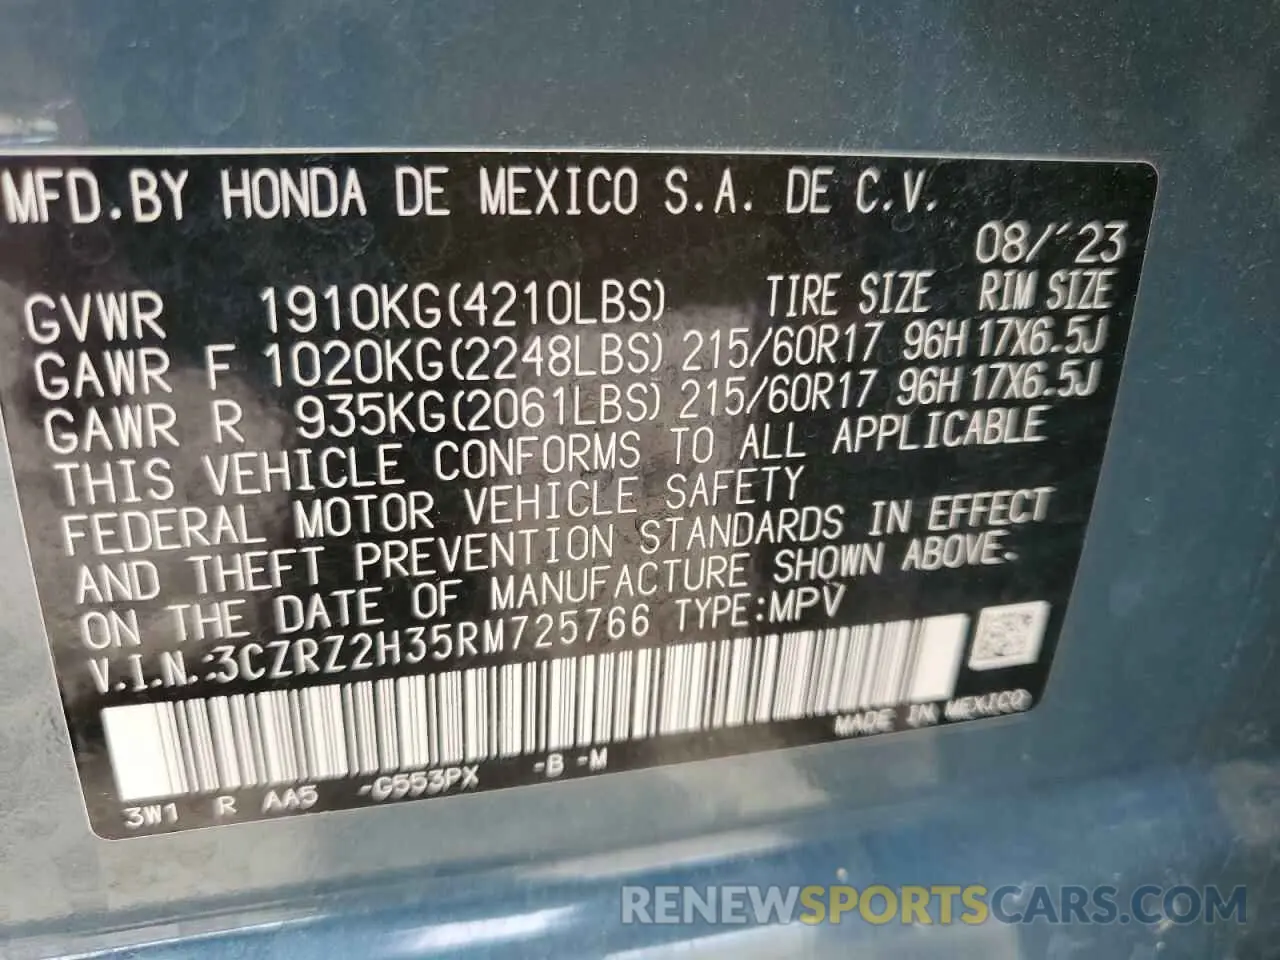 MFD.BY HONDA DE MEXICO S.A. DE C.V.
08/´23
GVWR 1910KG(4210LBS) TIRE SIZE RIM SIZE
GAWR F 1020KG(2248LBS) 215/60R17 96H 17X6.5J
GAWR R 935KG(2061LBS) 215/60R17 96H 17X6.5J
THIS VEHICLE CONFORMS TO ALL APPLICABLE
FEDERAL MOTOR VEHICLE SAFETY
AND THEFT PREVENTION STANDARDS IN EFFECT
ON THE DATE OF MANUFACTURE SHOWN ABOVE.
V.I.N.:3CZRZ2H35RM725766 TYPE:MPV
MADE IN MEXICO
3W1 R AA5 -G553PX -B -M
RENEWSPORTSCARS.COM